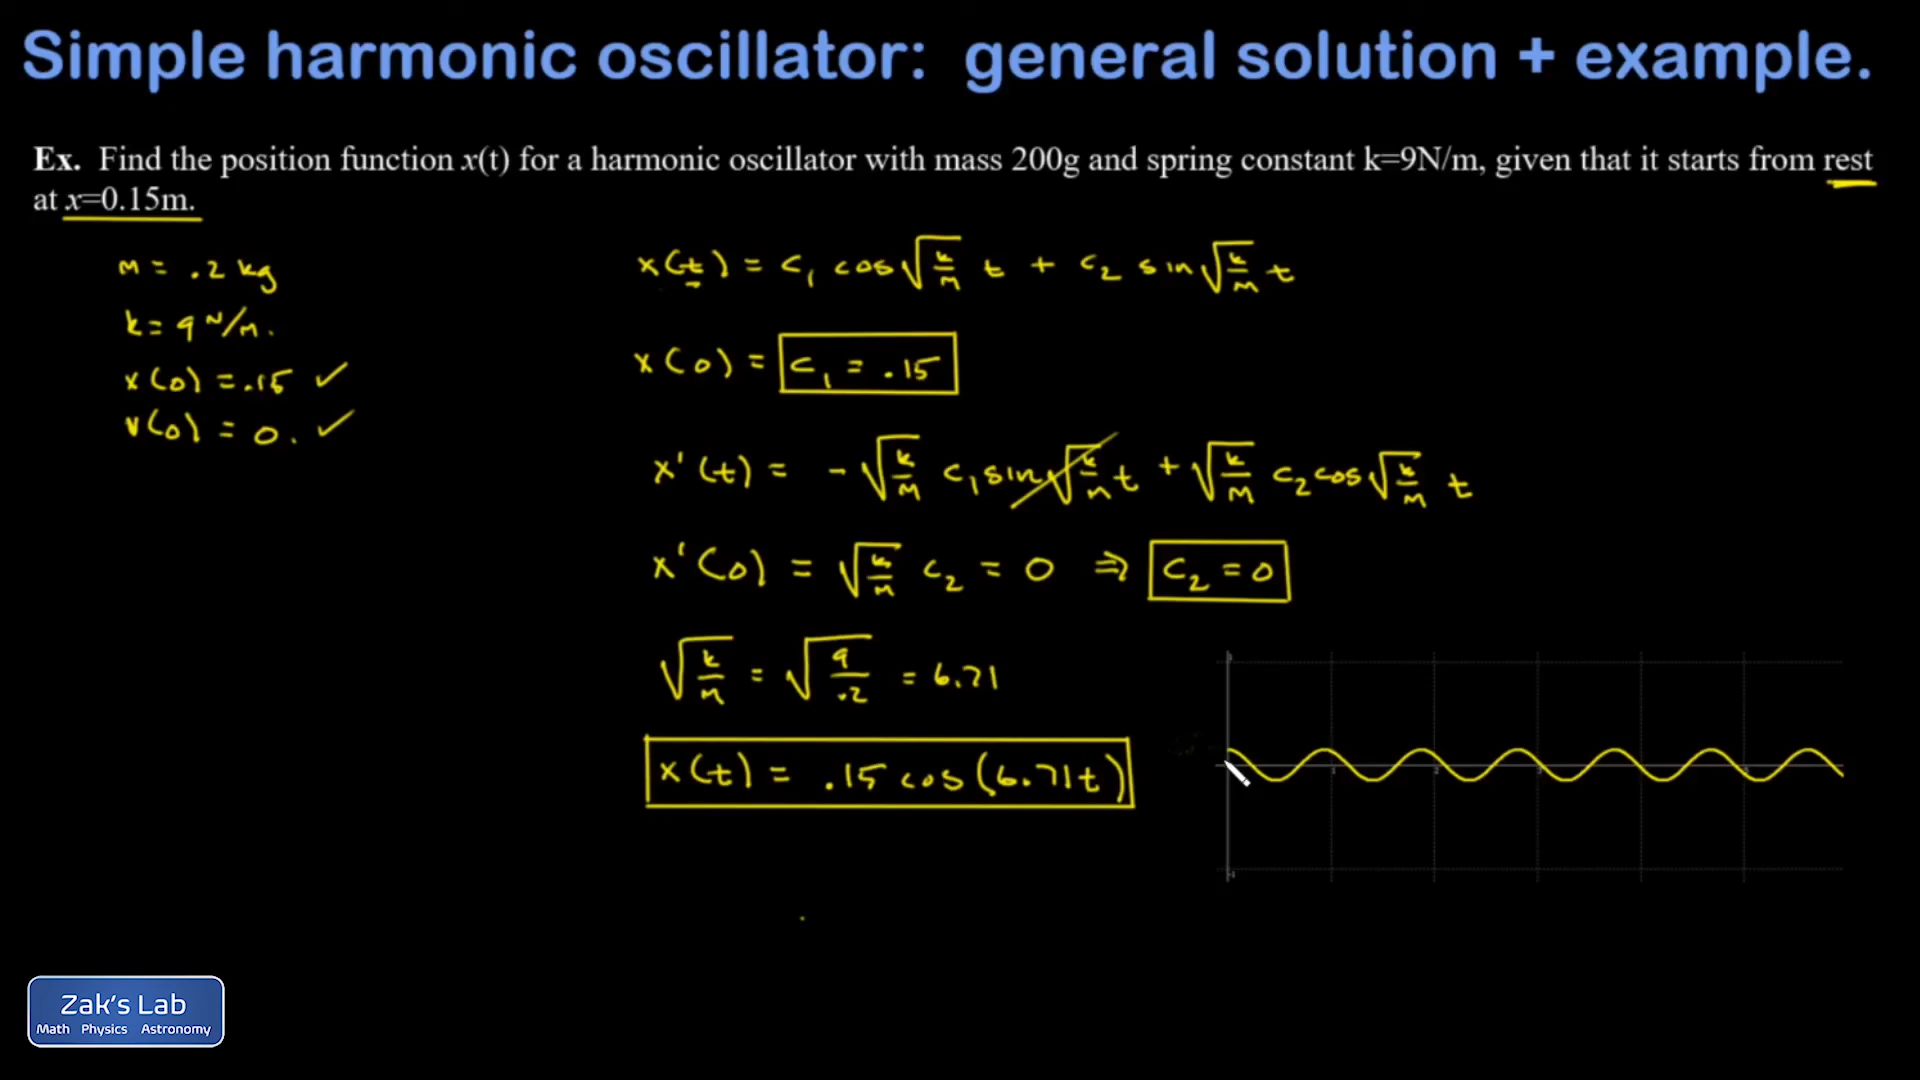 Simple harmonic oscillator: general solution + example.
Ex. Find the position function x(t) for a harmonic oscillator with mass 200g and spring constant k=9N/m, given that it starts from rest
at x=0.15m.
m = .2 kg
k = 9 N/m.
x(0) = .15 ✓
v(0) = 0. ✓
x(t) = c₁ cos√(k/m) t + c₂ sin√(k/m) t
x(0) = c₁ = .15
x'(t) = -√(k/m) c₁ sin√(k/m) t + √(k/m) c₂ cos√(k/m) t
x'(0) = √(k/m) c₂ = 0 ⇒ c₂ = 0
√(k/m) = √(9/.2) = 6.71
x(t) = .15 cos(6.71t)
Zak's Lab
Math Physics Astronomy